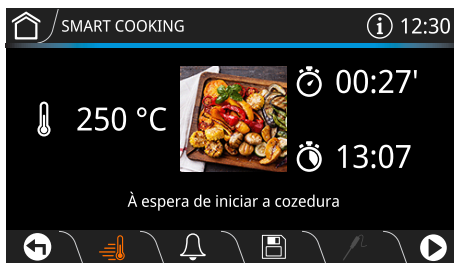 SMART COOKING
12:30
00:27'
250 °C
13:07
À espera de iniciar a cozedura